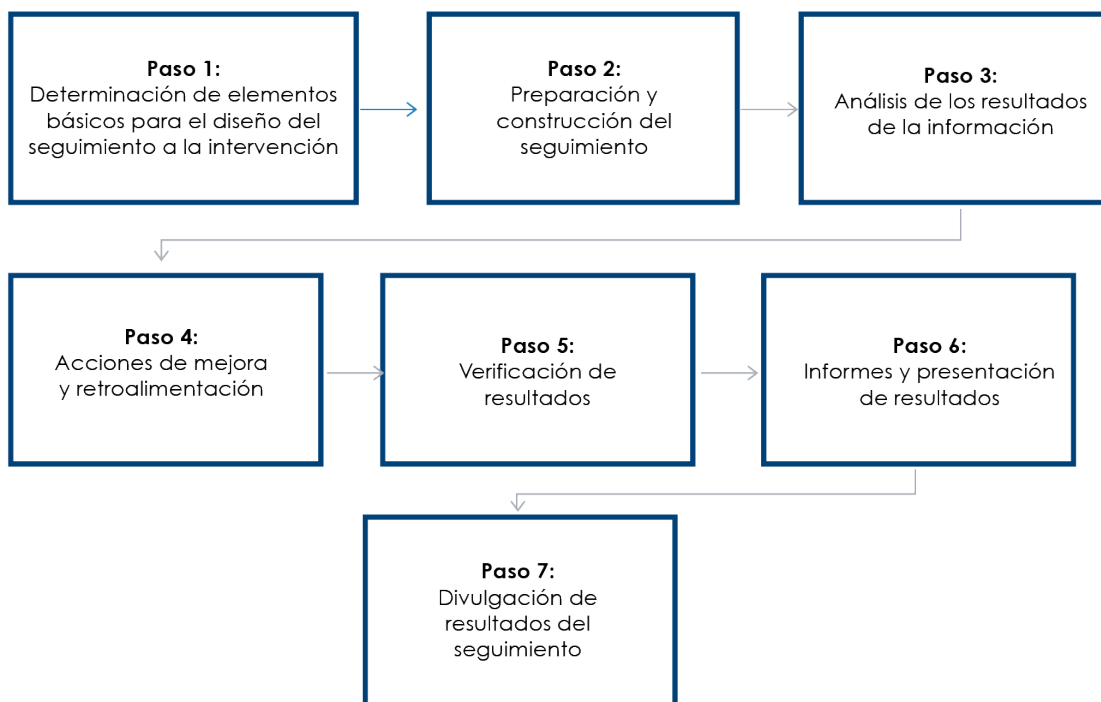 Paso 1:
Determinación de elementos
básicos para el diseño del
seguimiento a la intervención
Paso 2:
Preparación y
construcción del
seguimiento
Paso 3:
Análisis de los resultados
de la información
Paso 4:
Acciones de mejora
y retroalimentación
Paso 5:
Verificación de
resultados
Paso 6:
Informes y presentación
de resultados
Paso 7:
Divulgación de
resultados del
seguimiento